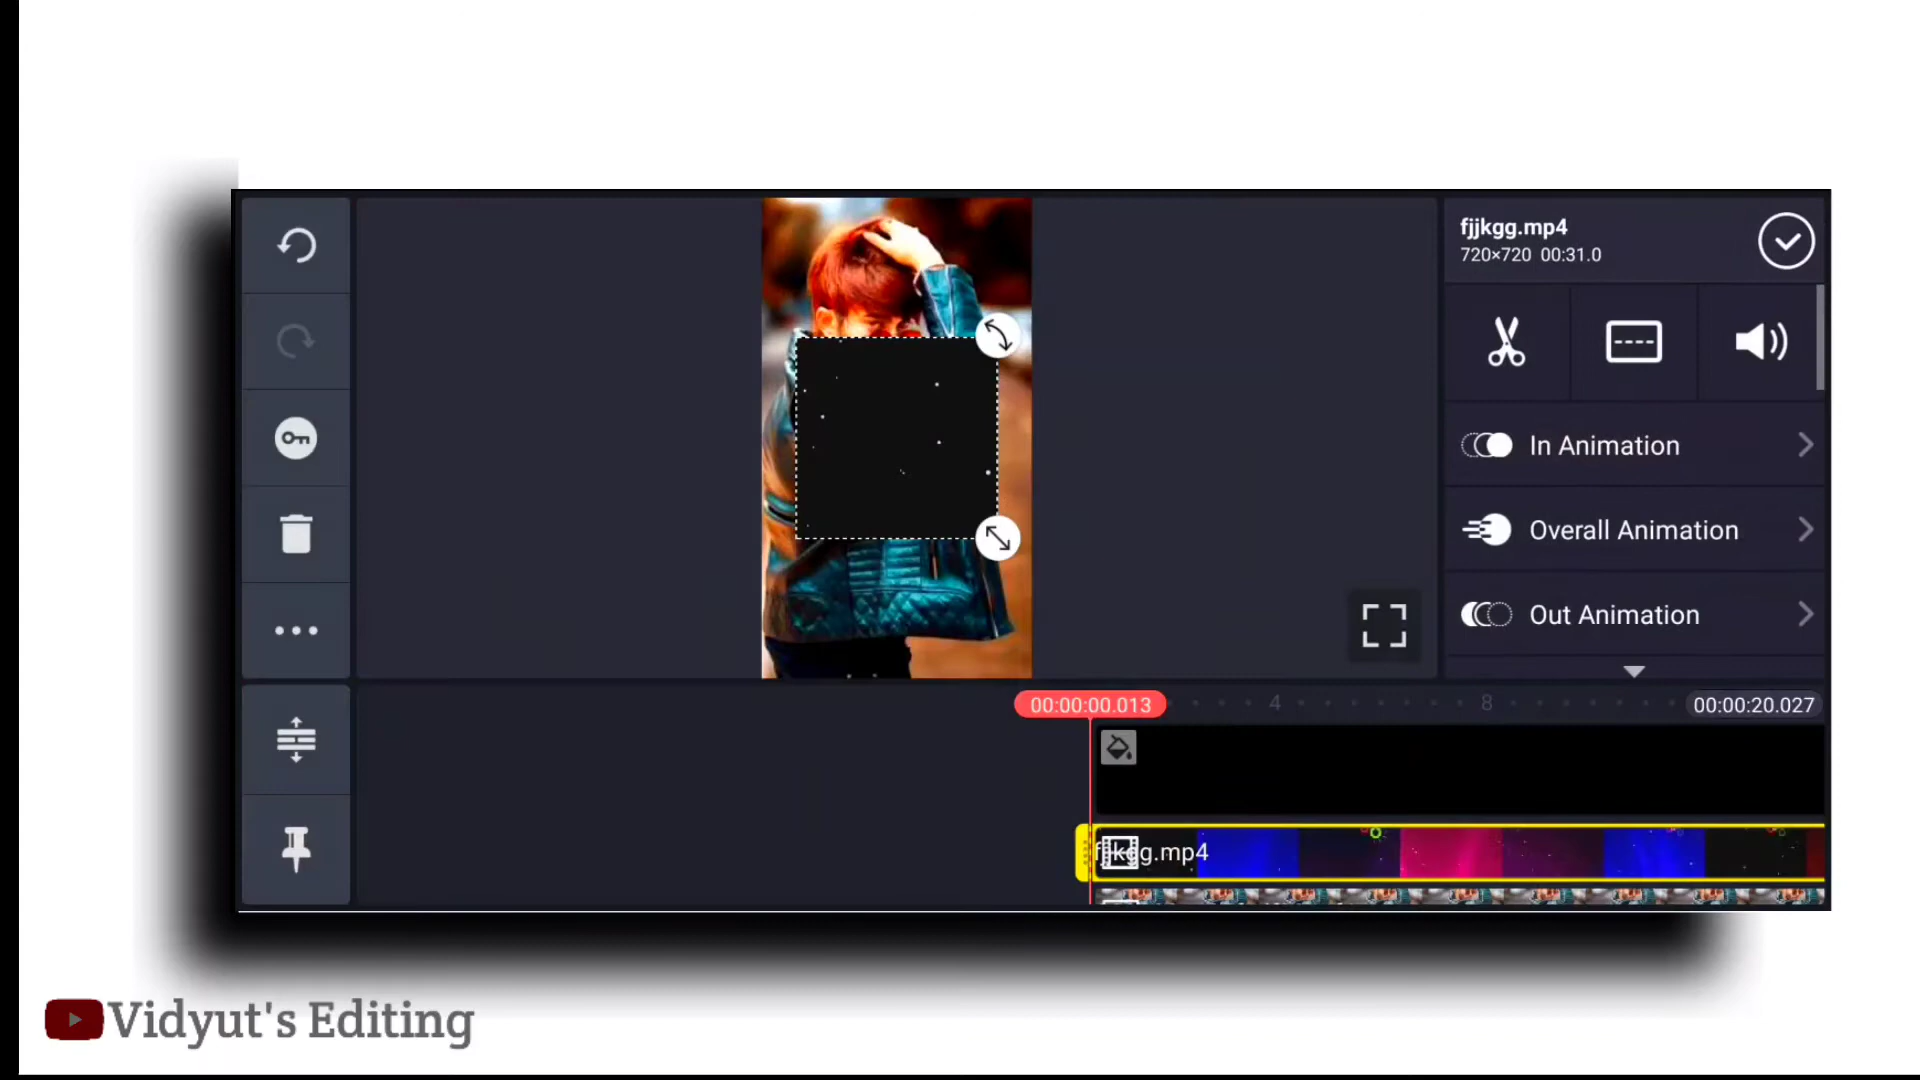 fjjkgg.mp4
720×720 00:31.0
In Animation
Overall Animation
Out Animation
00:00:00.013
4
8
00:00:20.027
fjjkgg.mp4
Vidyut's Editing